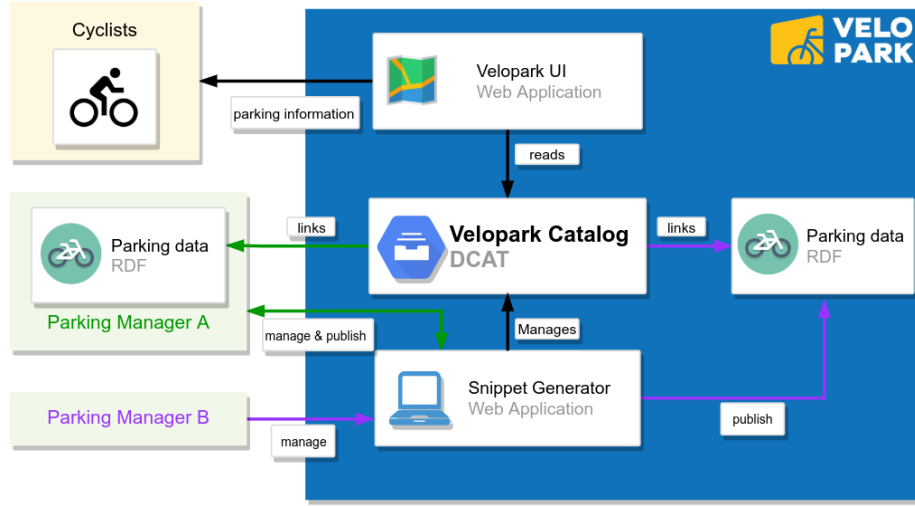 Cyclists
VELO
PARK
Velopark UI
Web Application
parking information
reads
Parking data
RDF
links
Velopark Catalog
DCAT
links
Parking data
RDF
Parking Manager A
manage & publish
Manages
Snippet Generator
Web Application
Parking Manager B
manage
publish